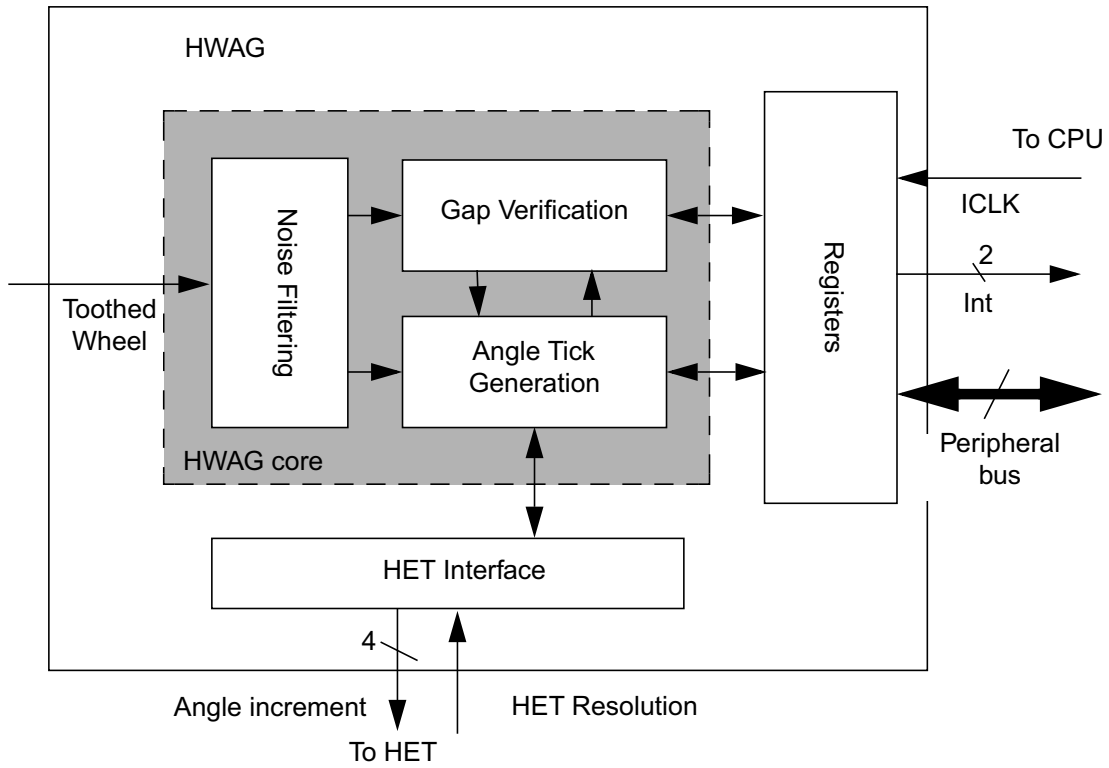 HWAG
To CPU
ICLK
2
Int
Peripheral
bus
Registers
Gap Verification
Noise Filtering
Angle Tick
Generation
Toothed
Wheel
HWAG core
HET Interface
4
Angle increment
HET Resolution
To HET